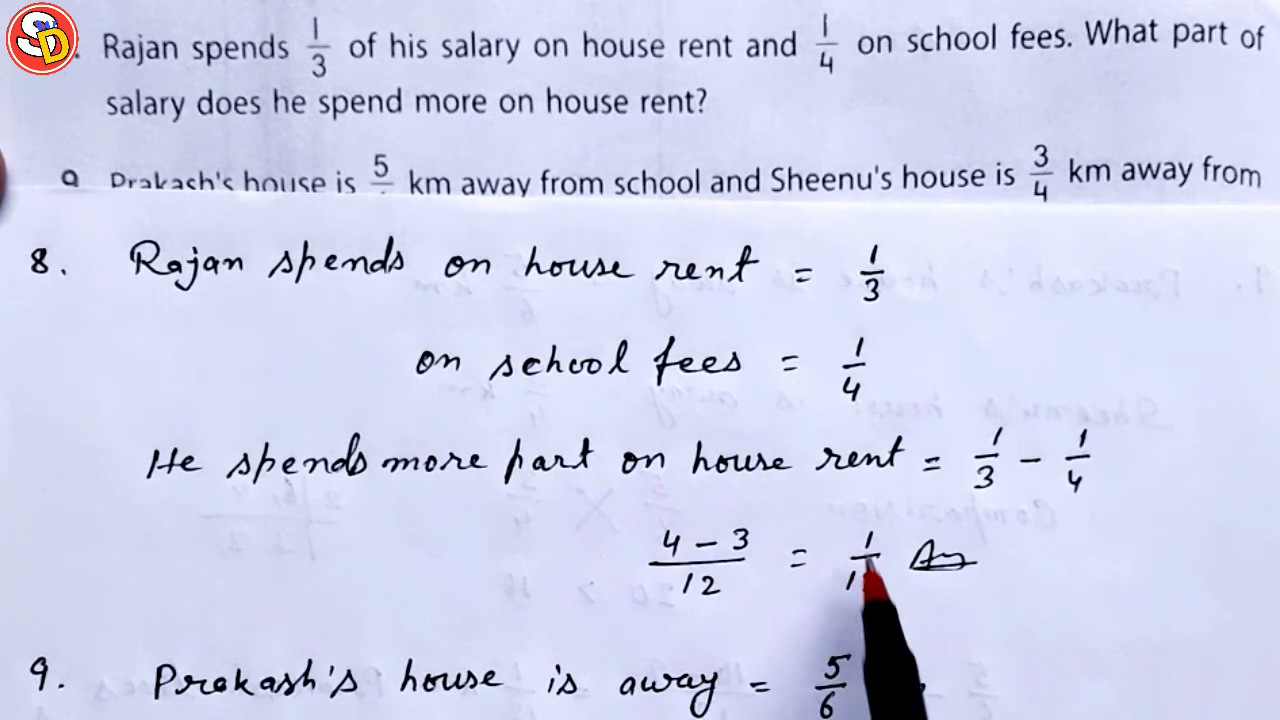 SD
Rajan spends 1/3 of his salary on house rent and 1/4 on school fees. What part of
salary does he spend more on house rent?
9 Prakash's house is 5 km away from school and Sheenu's house is 3/4 km away from
8. Rajan spends on house rent = 1/3
on school fees = 1/4
He spends more part on house rent = 1/3 - 1/4
4 - 3/12 = 1/1 Ans
9. Prakash's house is away = 5/6